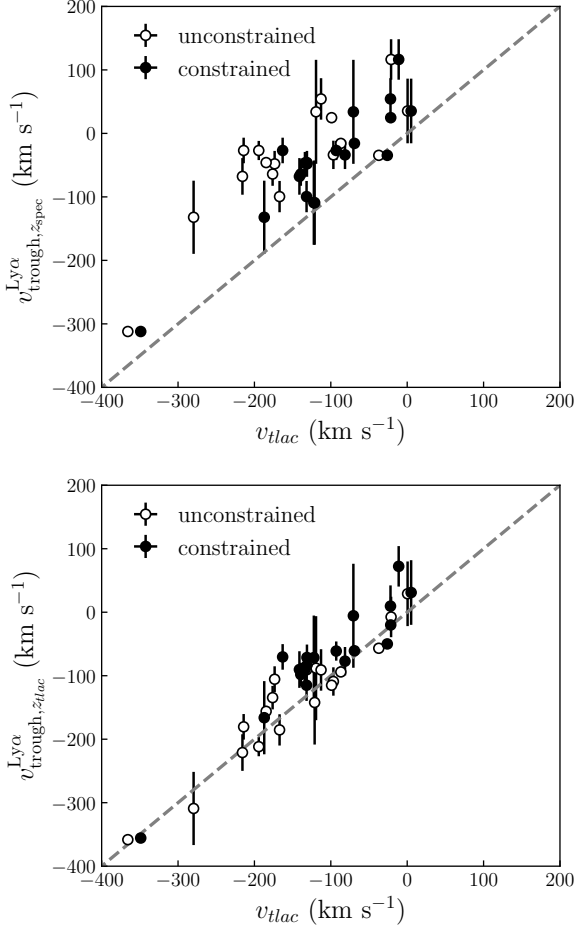 200
100
0
−100
−200
−300
−400
−400 −300 −200 −100 0 100 200
unconstrained
constrained
v^{Lyα}_{trough, z_{spec}} (km s^{−1})
v_{tlac} (km s^{−1})
200
100
0
−100
−200
−300
−400
−400 −300 −200 −100 0 100 200
unconstrained
constrained
v^{Lyα}_{trough, z_{tlac}} (km s^{−1})
v_{tlac} (km s^{−1})